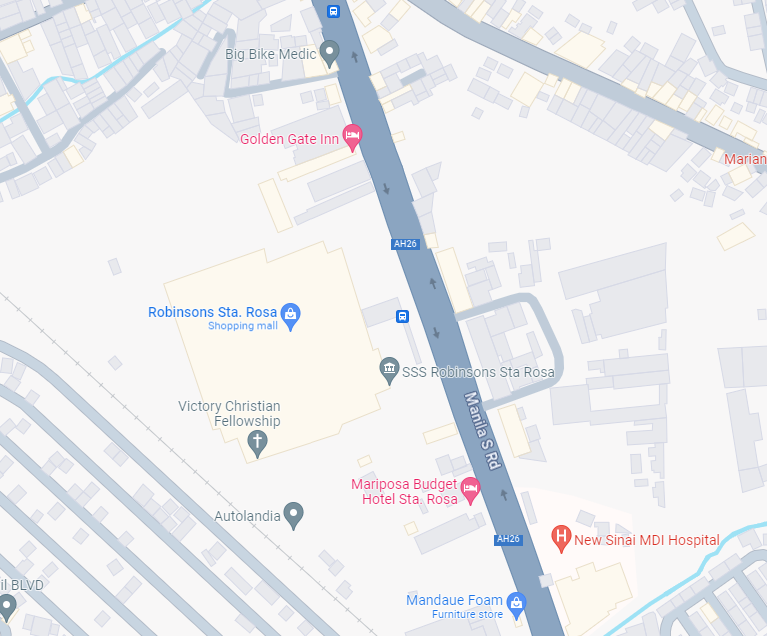 Big Bike Medic
Golden Gate Inn
Marian
AH26
Robinsons Sta. Rosa
Shopping mall
SSS Robinsons Sta Rosa
Victory Christian
Fellowship
Manila S Rd
Mariposa Budget
Hotel Sta. Rosa
Autolandia
AH26
New Sinai MDI Hospital
il BLVD
Mandaue Foam
Furniture store